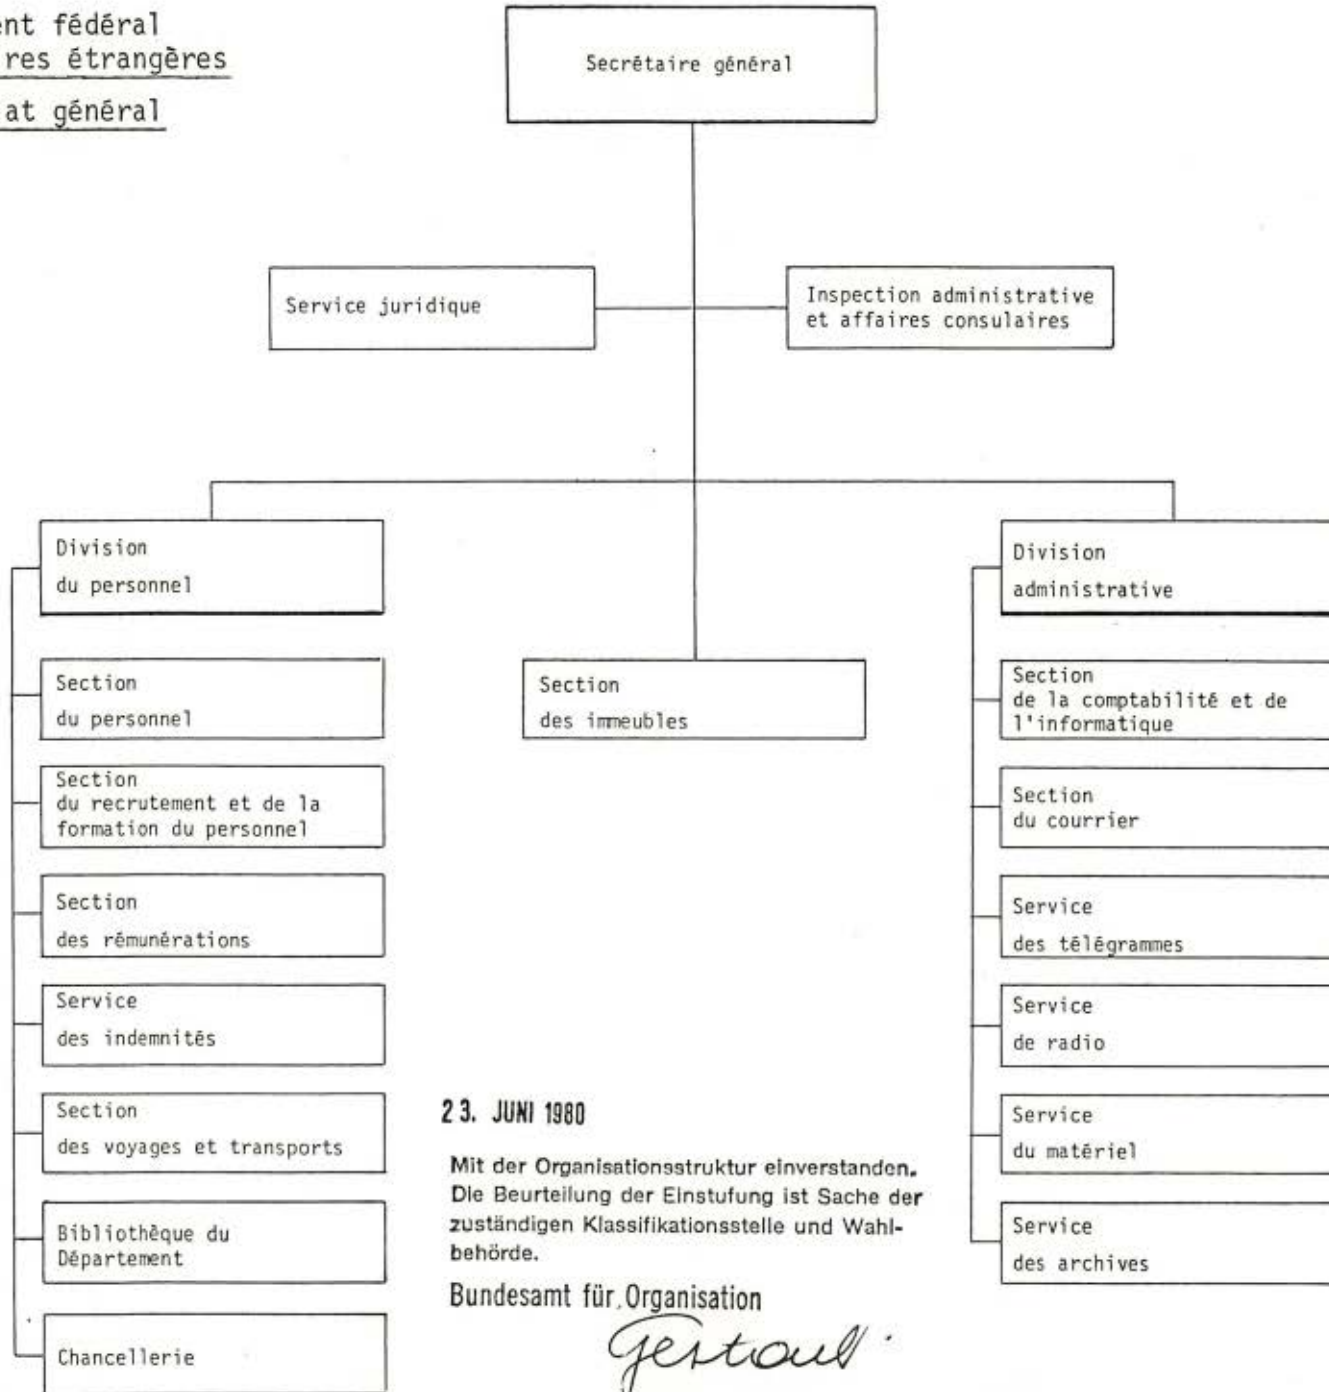 ent fédéral
res étrangères
at général
Secrétaire général
Service juridique
Inspection administrative
et affaires consulaires
Division
du personnel
Section
du personnel
Section
du recrutement et de la
formation du personnel
Section
des rémunérations
Service
des indemnités
Section
des voyages et transports
Bibliothèque du
Département
Chancellerie
Section
des immeubles
Division
administrative
Section
de la comptabilité et de
l'informatique
Section
du courrier
Service
des télégrammes
Service
de radio
Service
du matériel
Service
des archives
23. JUNI 1980
Mit der Organisationsstruktur einverstanden.
Die Beurteilung der Einstufung ist Sache der
zuständigen Klassifikationsstelle und Wahl-
behörde.
Bundesamt für Organisation